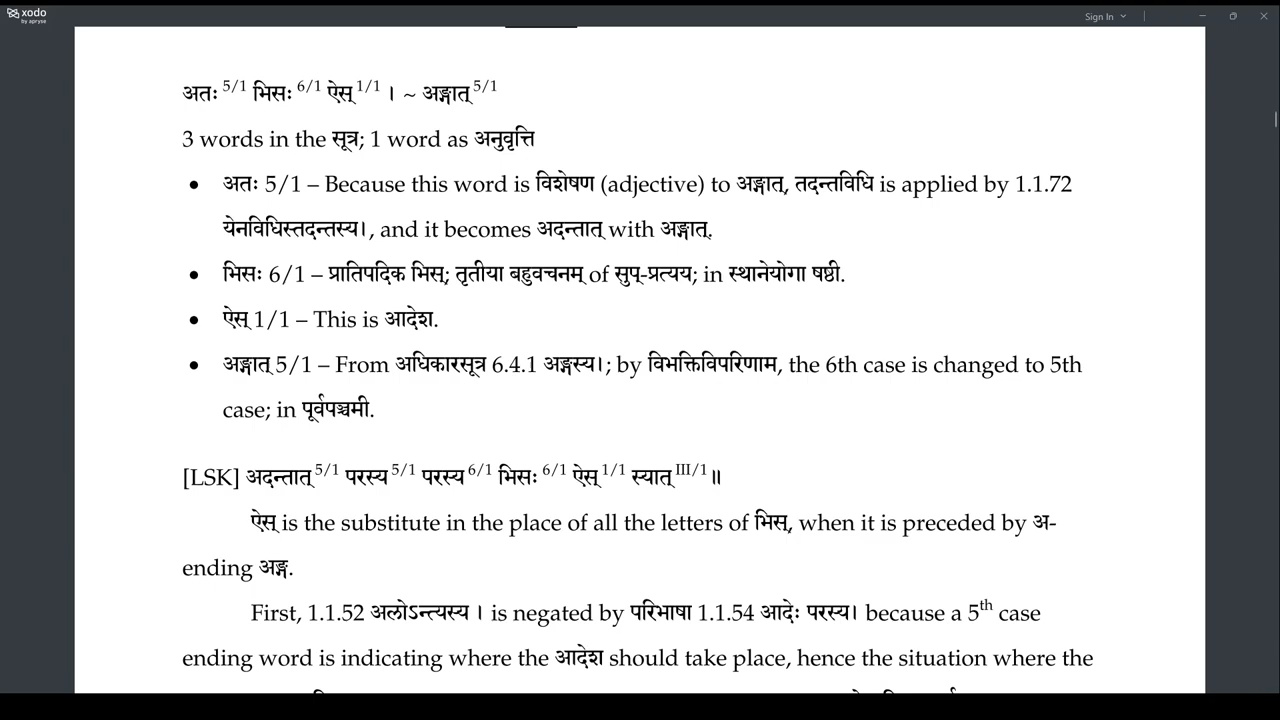 xodo
by apryse
Sign In
अतः 5/1 भिसः 6/1 ऐस् 1/1 । ~ अङ्गात् 5/1
3 words in the सूत्र; 1 word as अनुवृत्ति
• अतः 5/1 – Because this word is विशेषण (adjective) to अङ्गात्, तदन्तविधि is applied by 1.1.72
येनविधिस्तदन्तस्य।, and it becomes अदन्तात् with अङ्गात्.
• भिसः 6/1 – प्रातिपदिक भिस्; तृतीया बहुवचनम् of सुप्-प्रत्यय; in स्थानेयोगा षष्ठी.
• ऐस् 1/1 – This is आदेश.
• अङ्गात् 5/1 – From अधिकारसूत्र 6.4.1 अङ्गस्य।; by विभक्तिविपरिणाम, the 6th case is changed to 5th
case; in पूर्वपञ्चमी.
[LSK] अदन्तात् 5/1 परस्य 5/1 परस्य 6/1 भिसः 6/1 ऐस् 1/1 स्यात् III/1 ॥
ऐस् is the substitute in the place of all the letters of भिस्, when it is preceded by अ-
ending अङ्ग.
First, 1.1.52 अलोऽन्त्यस्य । is negated by परिभाषा 1.1.54 आदेः परस्य। because a 5th case
ending word is indicating where the आदेश should take place, hence the situation where the